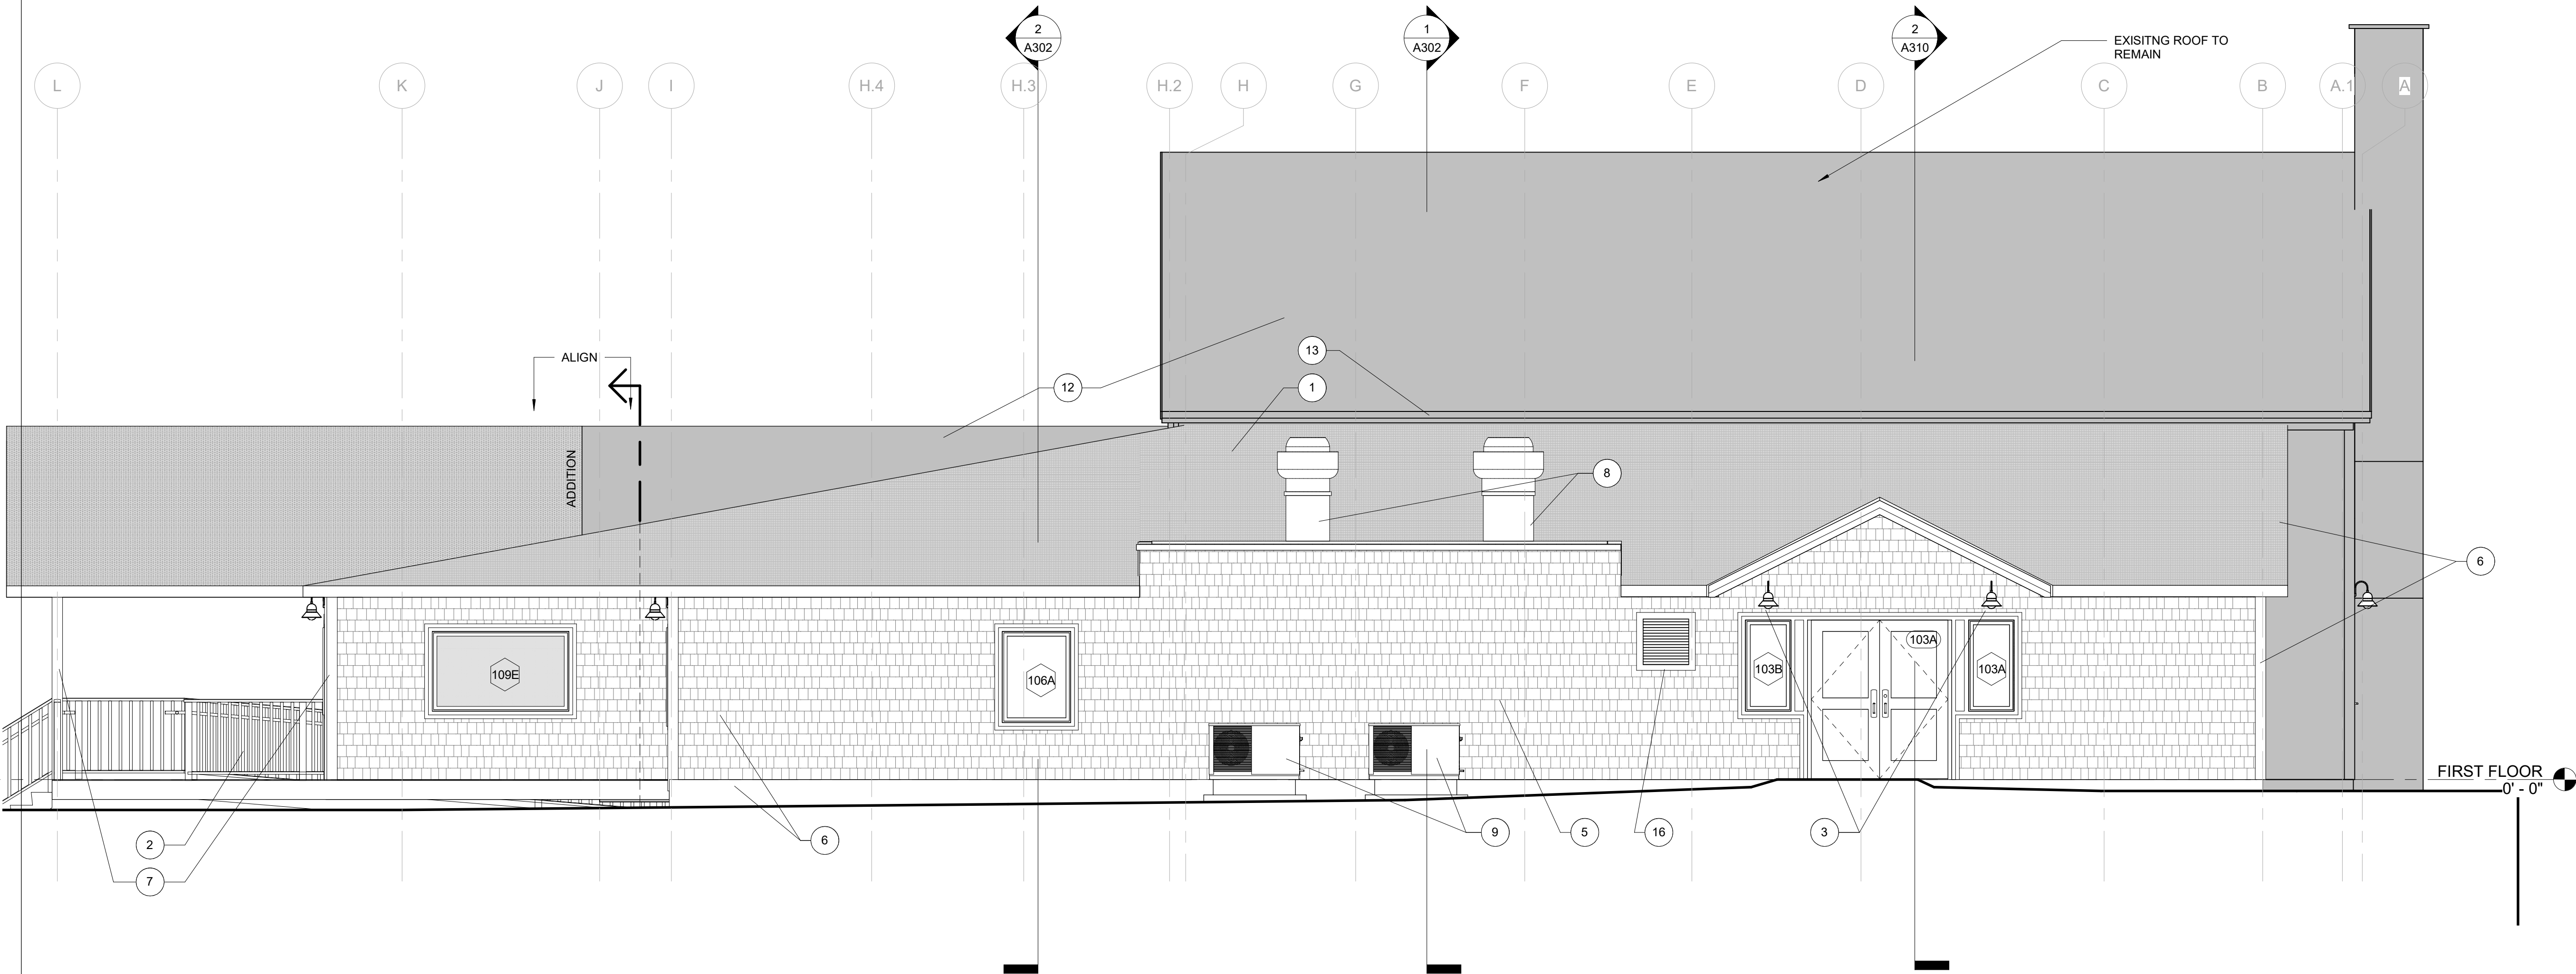 2
A302
1
A302
2
A310
EXISITNG ROOF TO
REMAIN
L
K
J
I
H.4
H.3
H.2
H
G
F
E
D
C
B
A.1
A
ALIGN
13
12
1
ADDITION
8
6
109E
106A
103B
103A
103A
FIRST FLOOR
0' - 0"
2
6
9
5
16
3
7